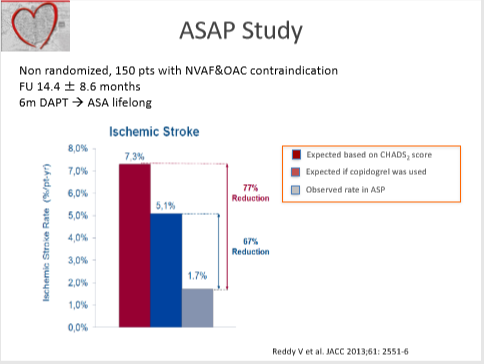 ASAP Study
Non randomized, 150 pts with NVAF&OAC contraindication
FU 14.4 ± 8.6 months
6m DAPT → ASA lifelong
Ischemic Stroke
Ischemic Stroke Rate (%/pt-yr)
8,0%
7,0%
6,0%
5,0%
4,0%
3,0%
2,0%
1,0%
0,0%
7.3%
5.1%
1.7%
77%
Reduction
67%
Reduction
Expected based on CHADS₂ score
Expected if copidogrel was used
Observed rate in ASP
Reddy V et al. JACC 2013;61: 2551-6